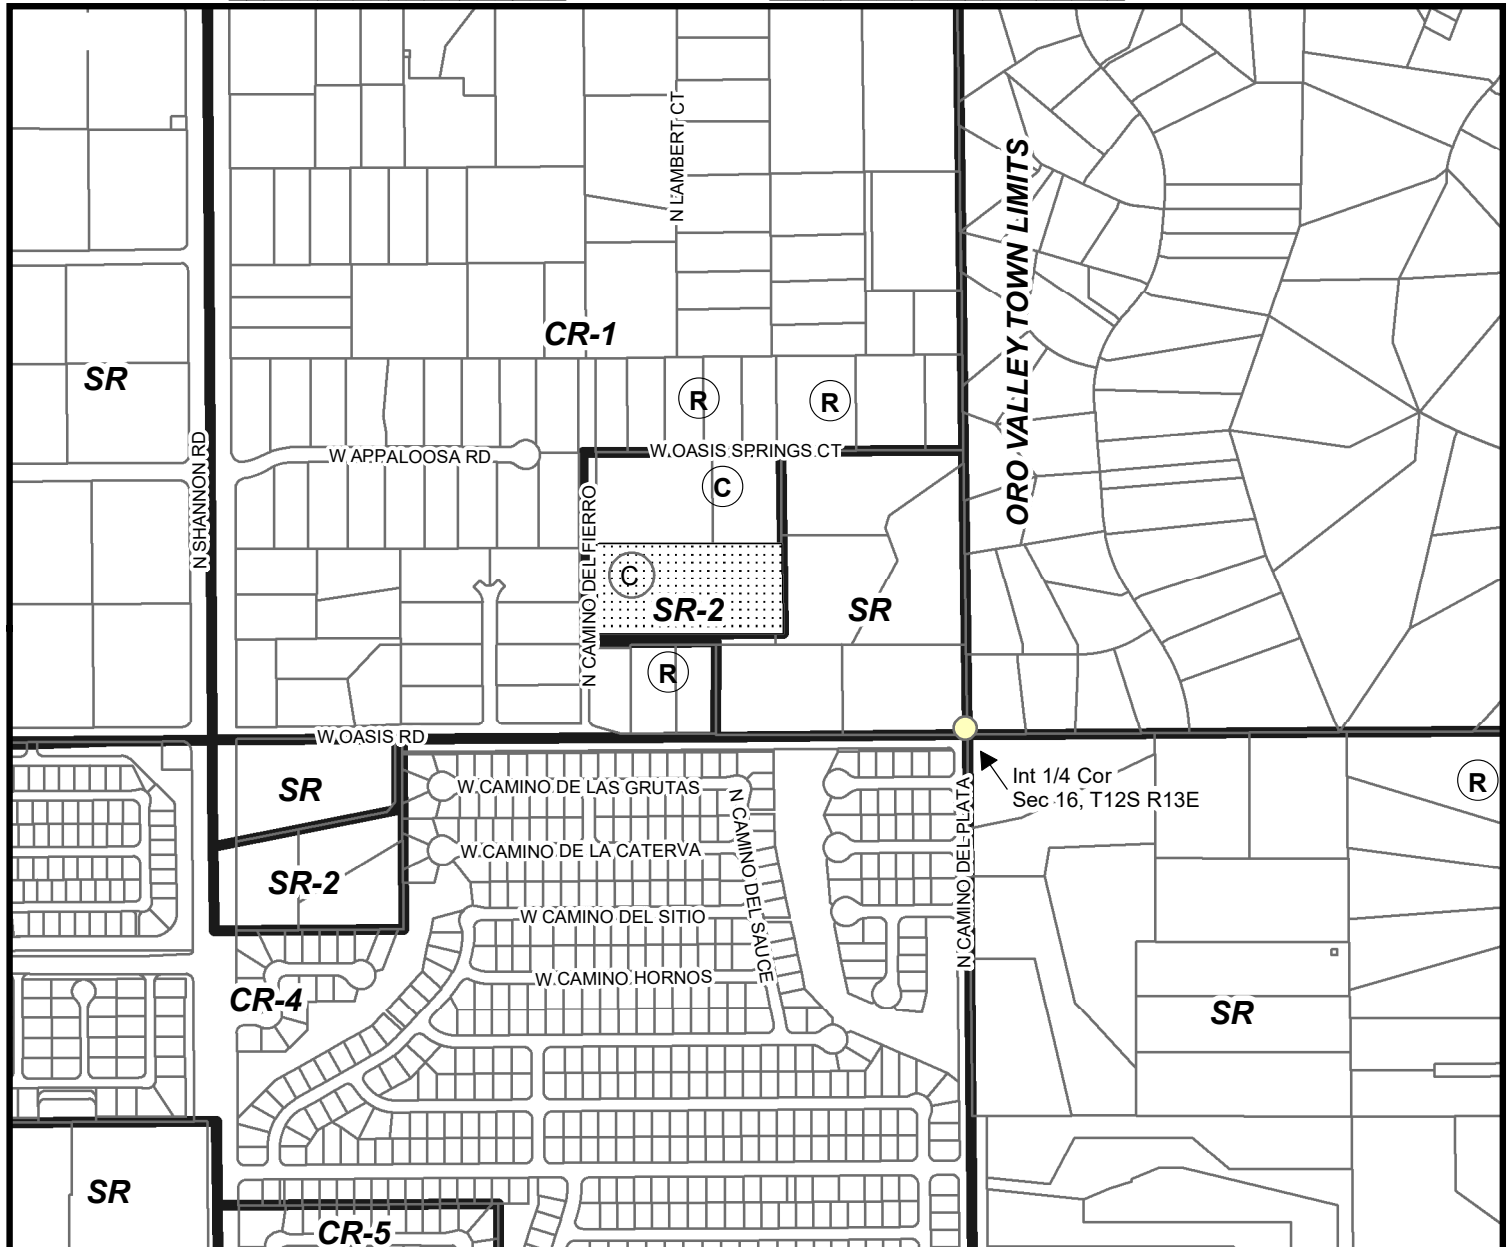 N LAMBERT CT
ORO VALLEY TOWN LIMITS
CR-1
SR
R
R
N SHANNON RD
W APPALOOSA RD
W OASIS SPRINGS CT
C
N CAMINO DEL FIERRO
C
SR-2
SR
R
W OASIS RD
Int 1/4 Cor
Sec 16, T12S R13E
R
SR
W CAMINO DE LAS GRUTAS
N CAMINO DEL SAUCE
N CAMINO DEL PLATA
W CAMINO DE LA CATERVA
SR-2
W CAMINO DEL SITIO
W CAMINO HORNOS
CR-4
SR
SR
CR-5